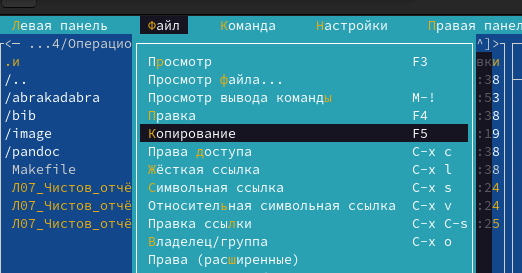 Левая панель Файл Команда Настройки Правая панел
<— ...4/Операцио ^]>
.и вки
/.. Просмотр F3 :38
Просмотр файла...
/abrakadabra Просмотр вывода команды M-! :38
/bib Правка F4 :38
/image Копирование F5 :19
/pandoc Права доступа C-x c :38
Makefile Жёсткая ссылка C-x l :38
Л07_Чистов_отчё Символьная ссылка C-x s :24
Л07_Чистов_отчё Относительная символьная ссылка C-x v :24
Л07_Чистов_отчё Правка ссылки C-x C-s :25
Владелец/группа C-x o
Права (расширенные)